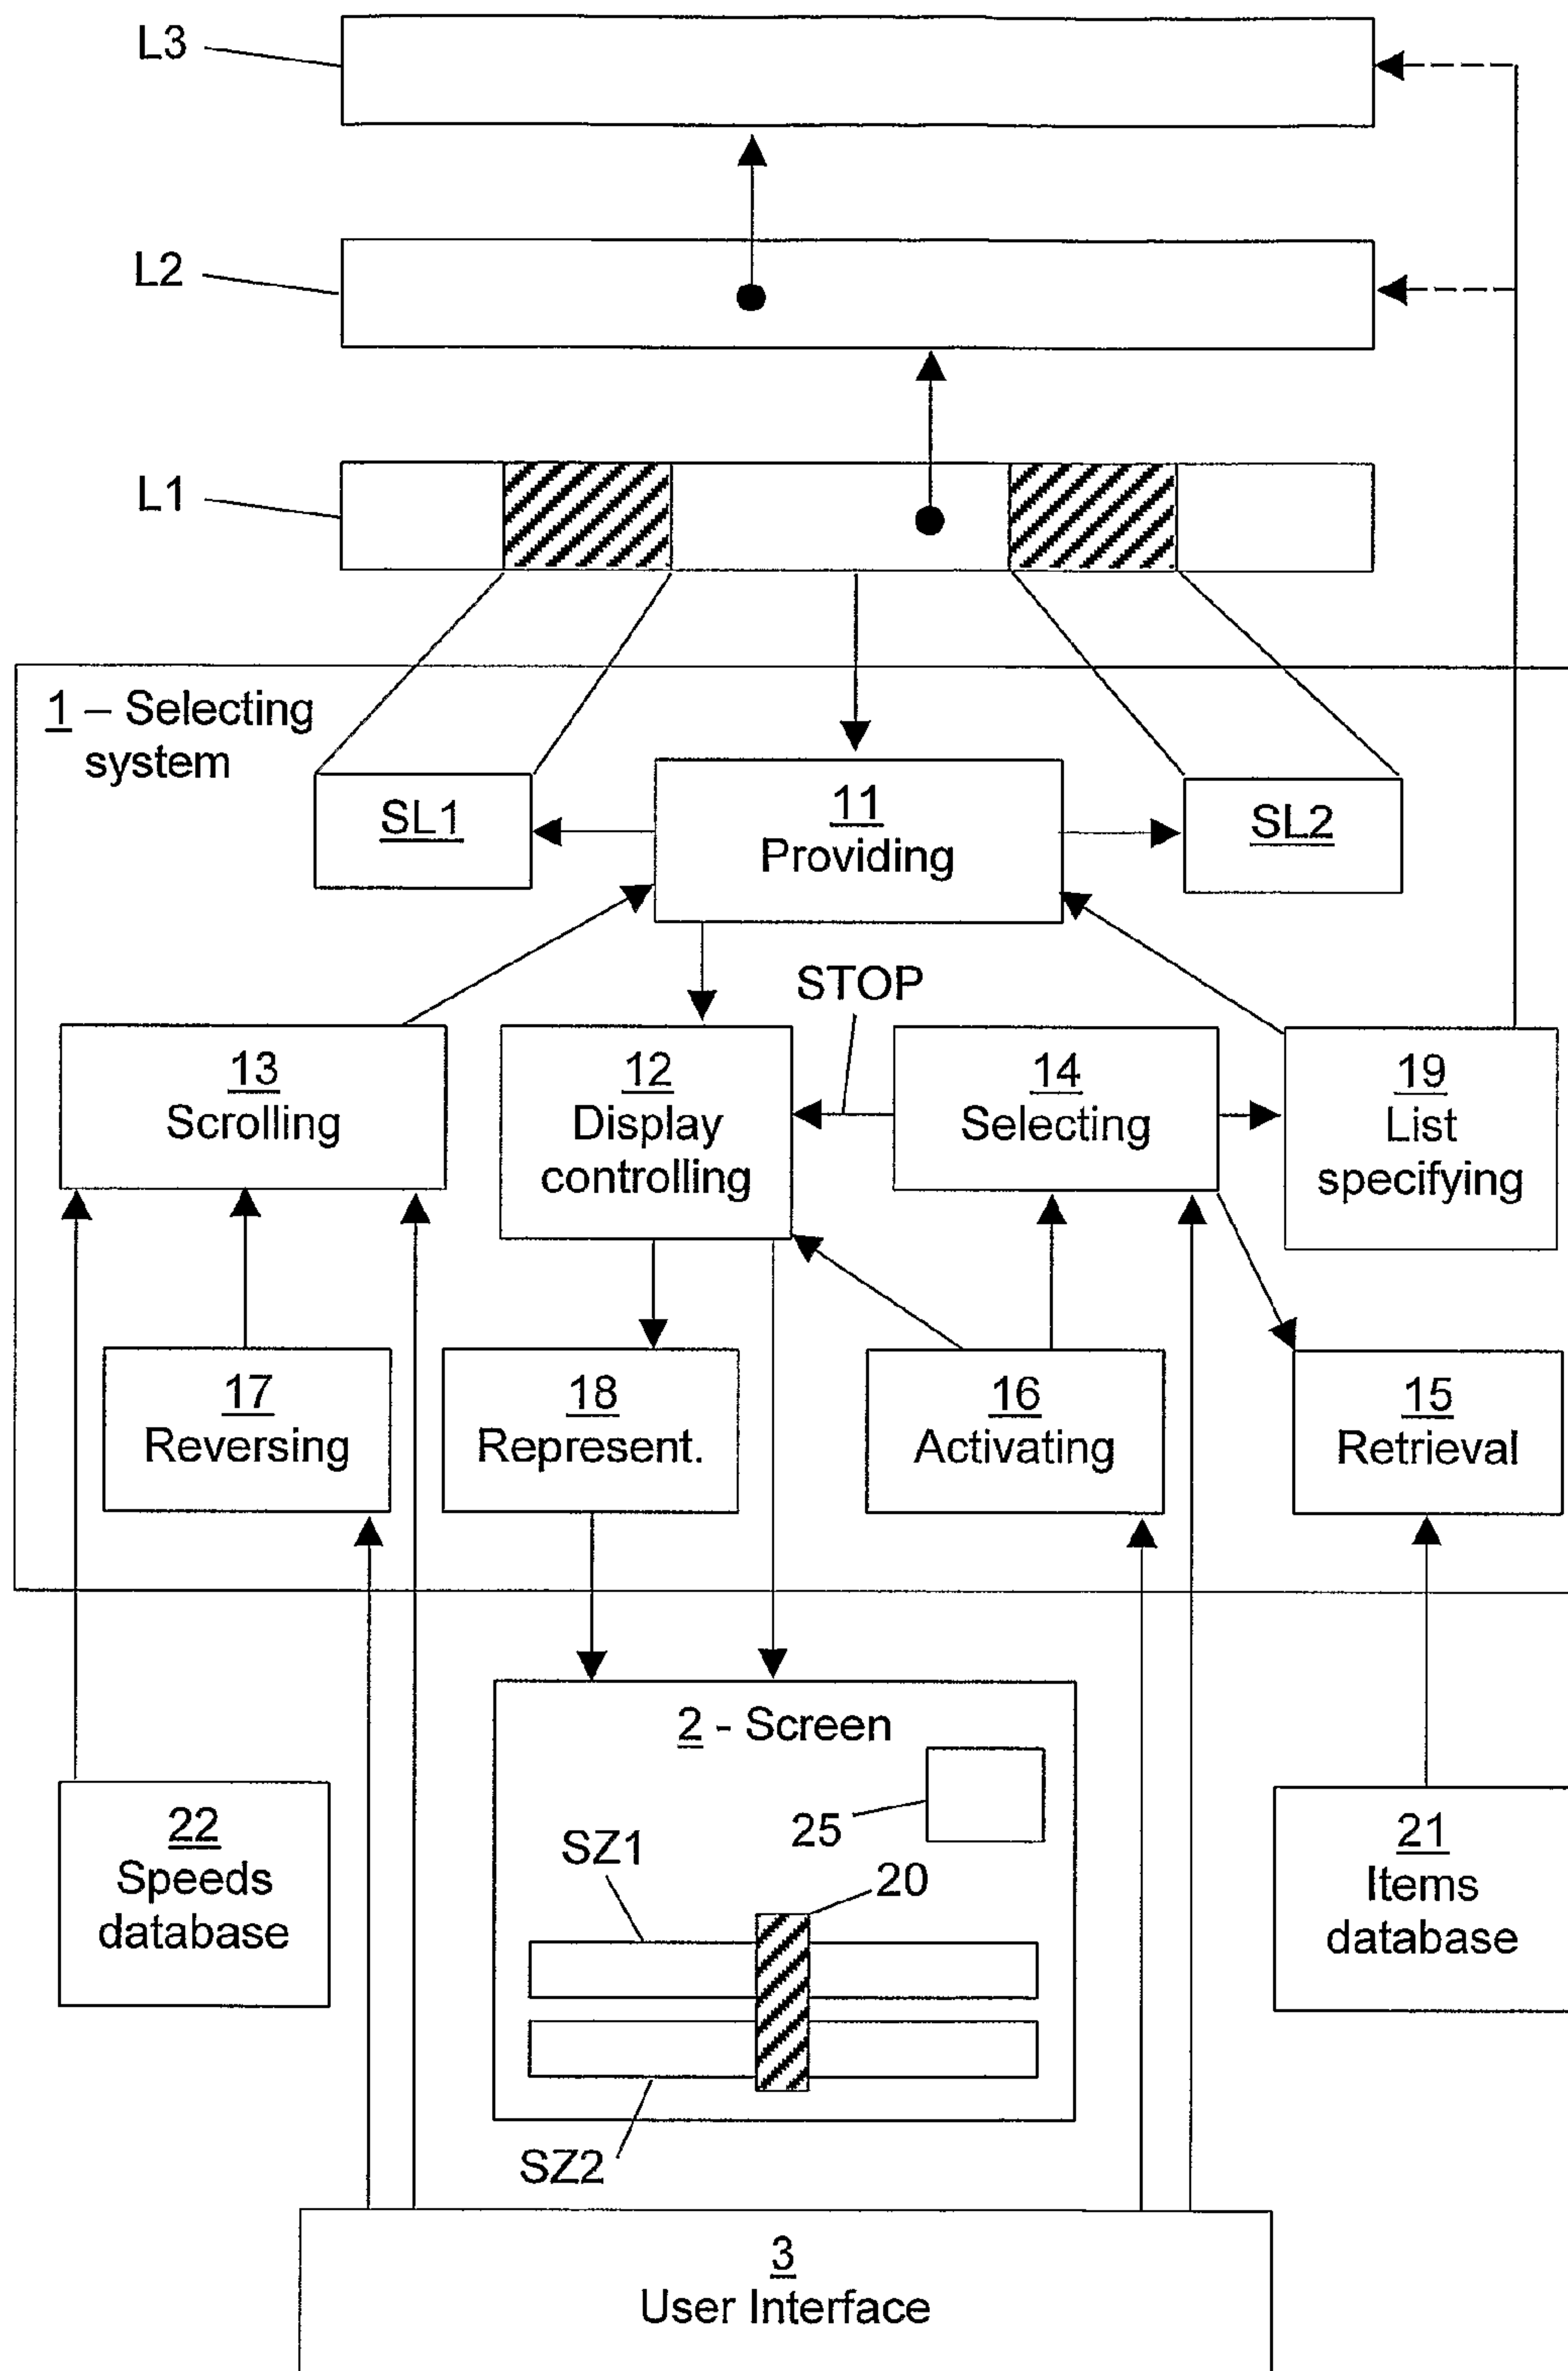 L3
L2
L1
1 – Selecting
system
SL1
11
Providing
SL2
STOP
13
Scrolling
12
Display
controlling
14
Selecting
19
List
specifying
17
Reversing
18
Represent.
16
Activating
15
Retrieval
2 - Screen
25
SZ1
20
22
Speeds
database
21
Items
database
SZ2
3
User Interface